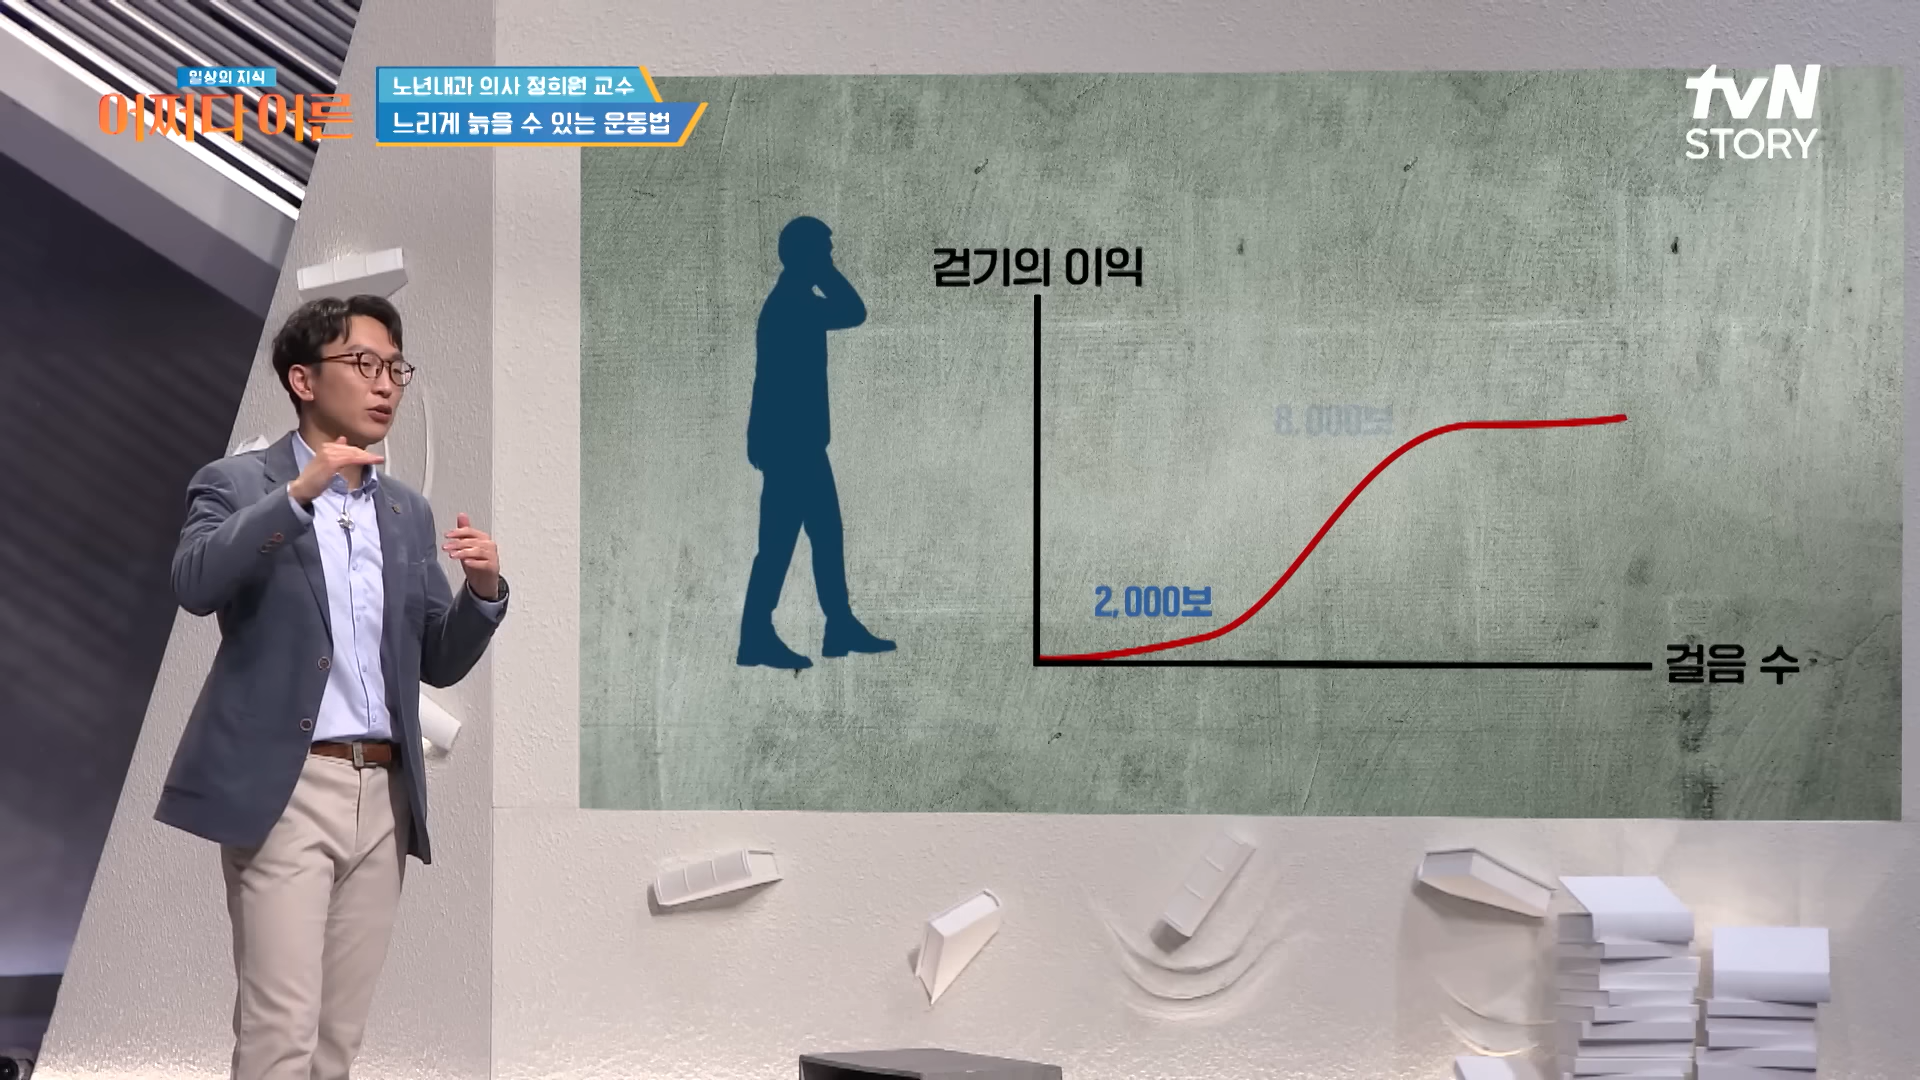 일상의 지식
어쩌다 어른
노년내과 의사 정희원 교수
느리게 늙을 수 있는 운동법
tvN
STORY
걷기의 이익
8,000보
2,000보
걸음 수